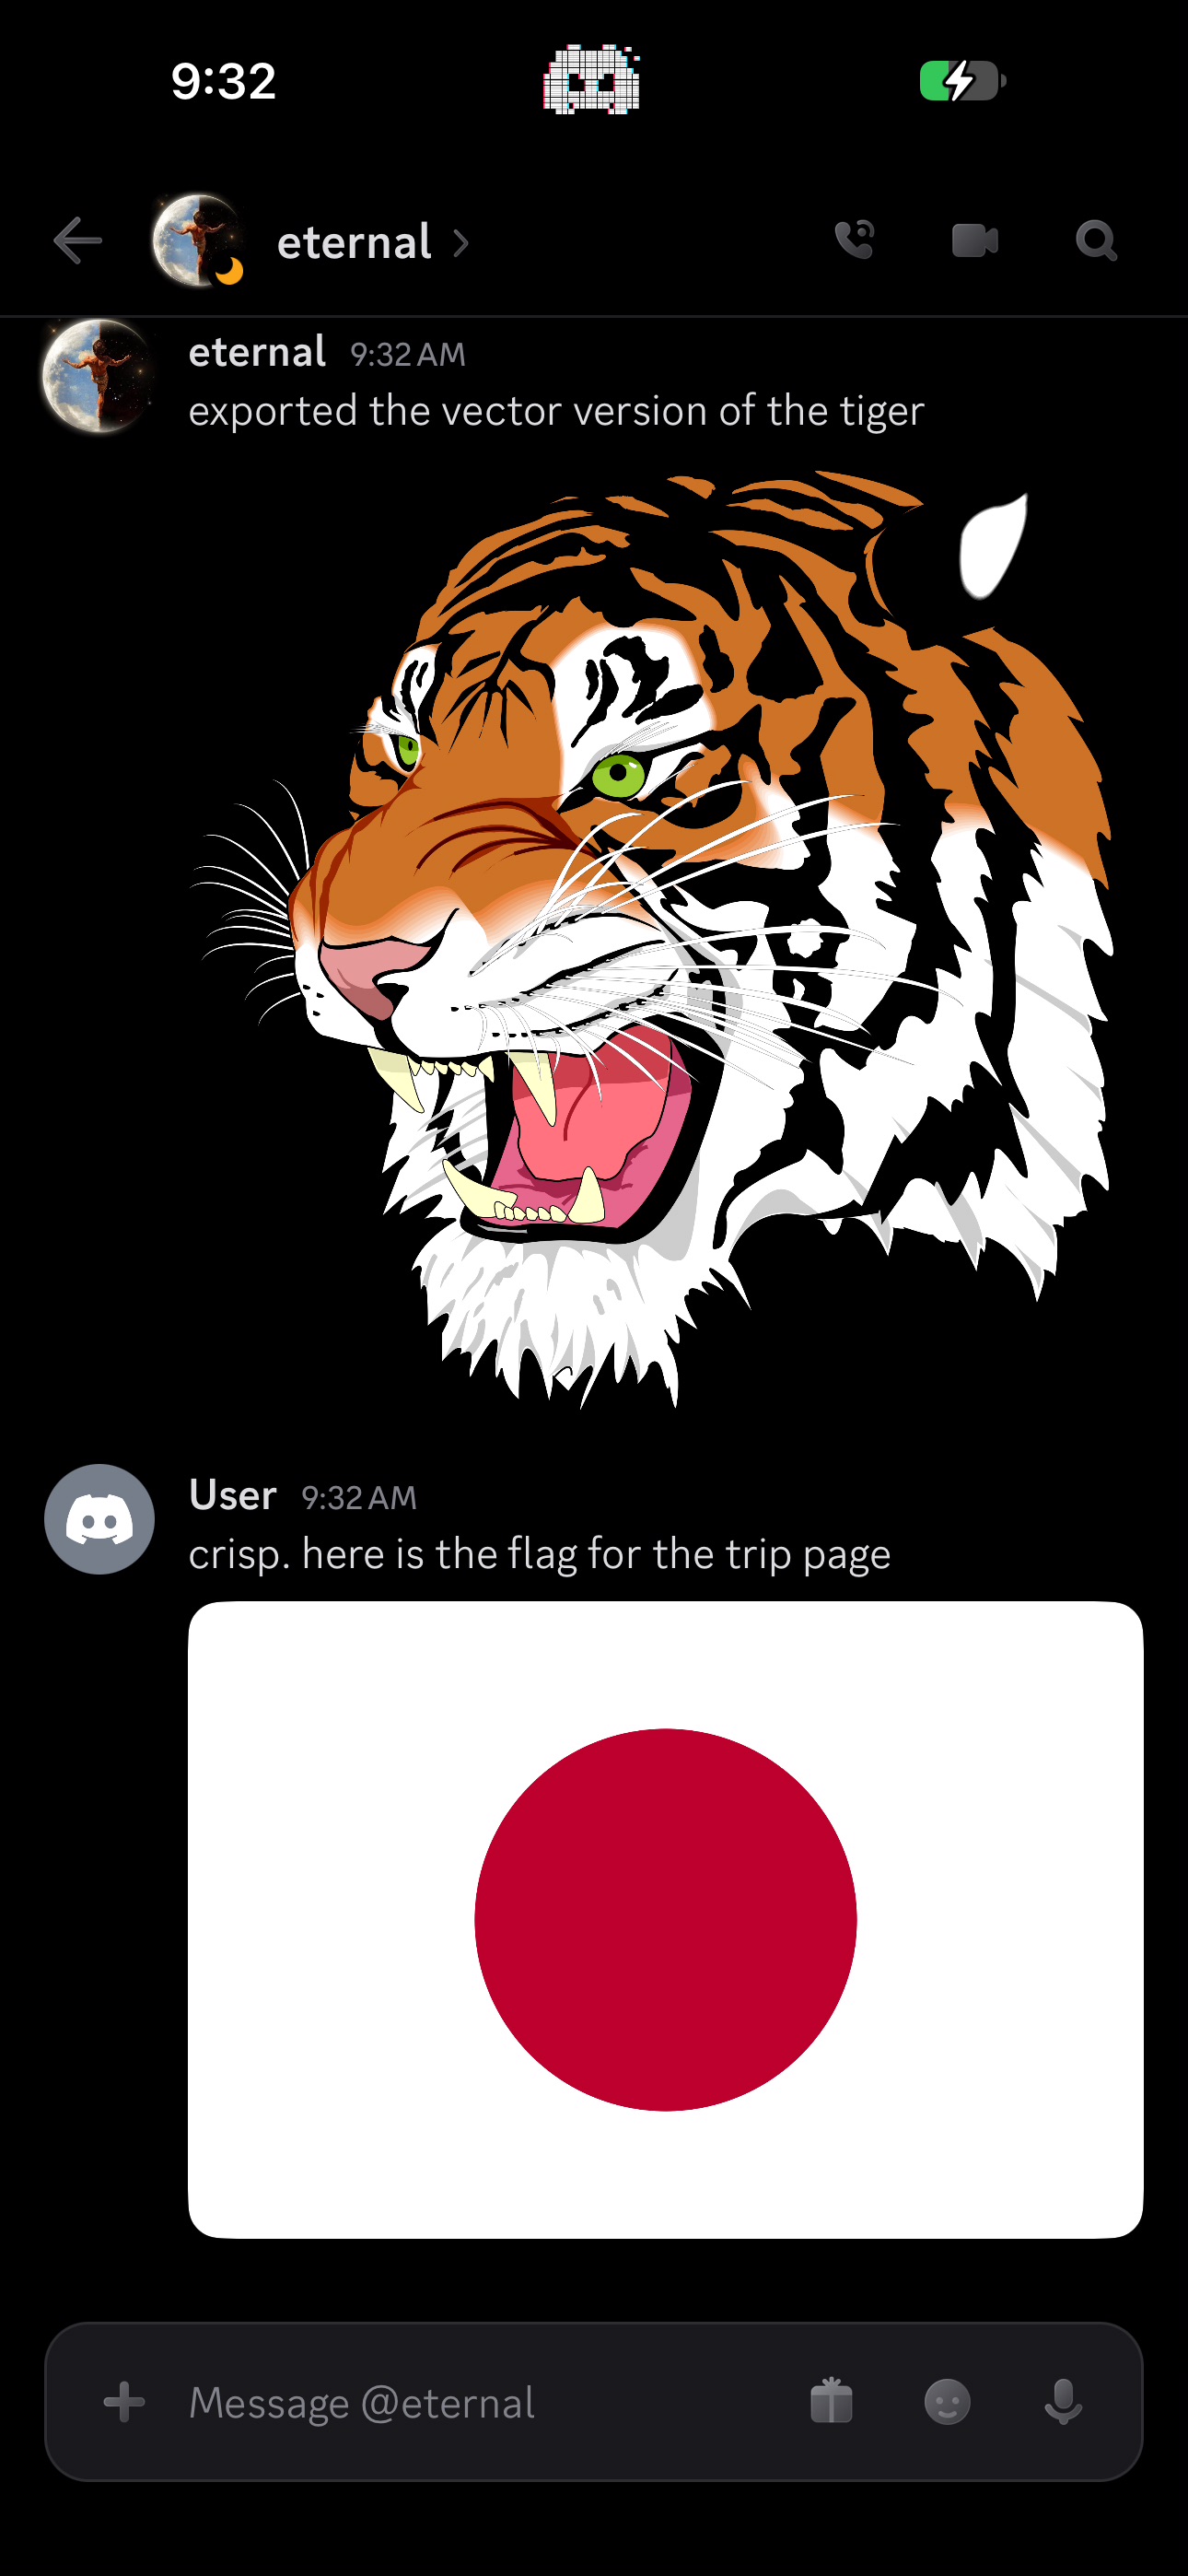 9:32
eternal
eternal 9:32 AM
exported the vector version of the tiger
User 9:32 AM
crisp. here is the flag for the trip page
Message @eternal